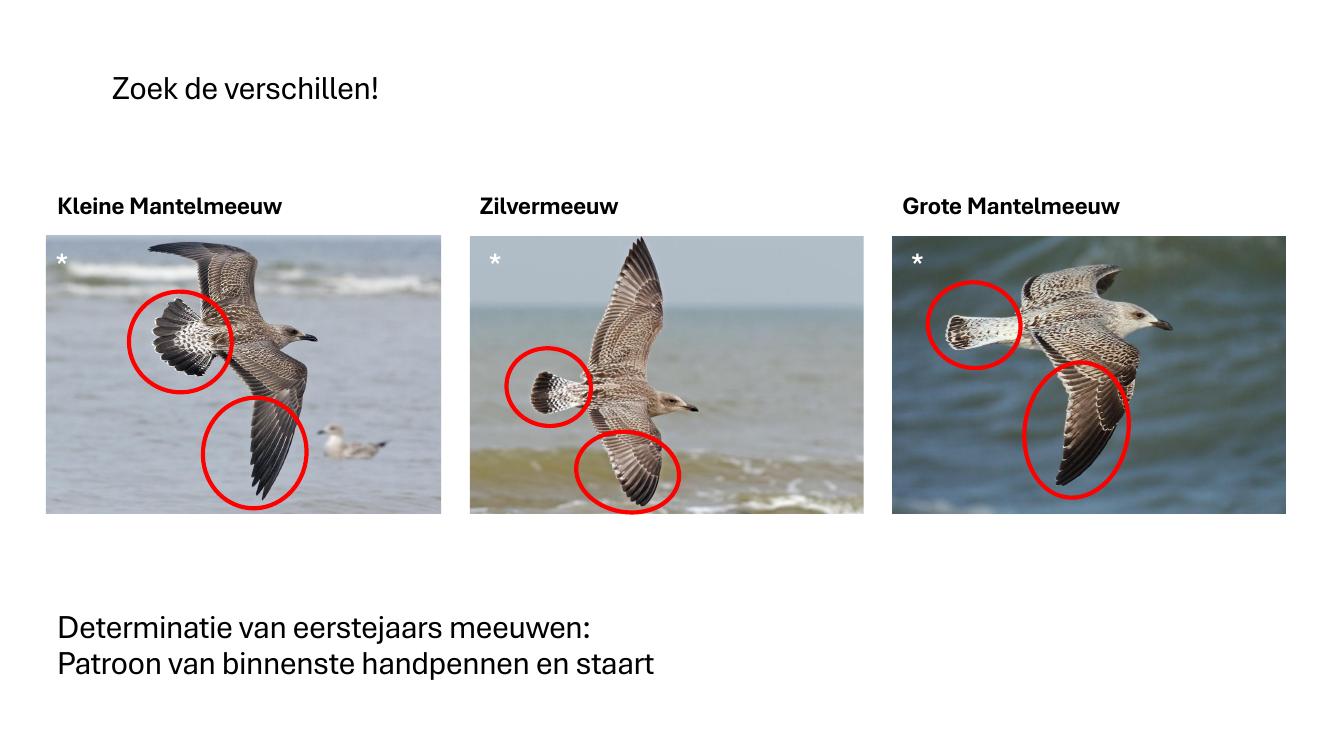 Zoek de verschillen!
Kleine Mantelmeeuw
Zilvermeeuw
Grote Mantelmeeuw
*
*
*
Determinatie van eerstejaars meeuwen:
Patroon van binnenste handpennen en staart